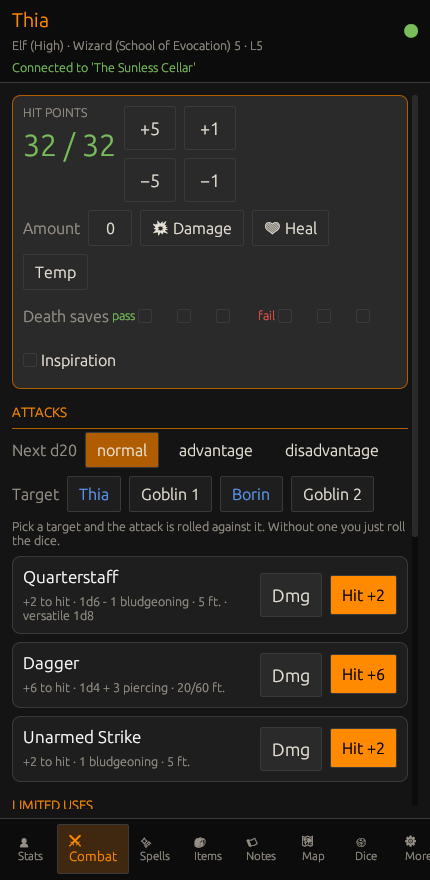 Thia
Elf (High) · Wizard (School of Evocation) 5 · L5
Connected to 'The Sunless Cellar'
HIT POINTS
32 / 32
+5 +1
−5 −1
Amount 0 Damage Heal
Temp
Death saves pass fail
Inspiration
ATTACKS
Next d20 normal advantage disadvantage
Target Thia Goblin 1 Borin Goblin 2
Pick a target and the attack is rolled against it. Without one you just roll
the dice.
Quarterstaff
+2 to hit · 1d6 - 1 bludgeoning · 5 ft. ·
versatile 1d8
Dmg Hit +2
Dagger
+6 to hit · 1d4 + 3 piercing · 20/60 ft.
Dmg Hit +6
Unarmed Strike
+2 to hit · 1 bludgeoning · 5 ft.
Dmg Hit +2
LIMITED USES
Stats Combat Spells Items Notes Map Dice More